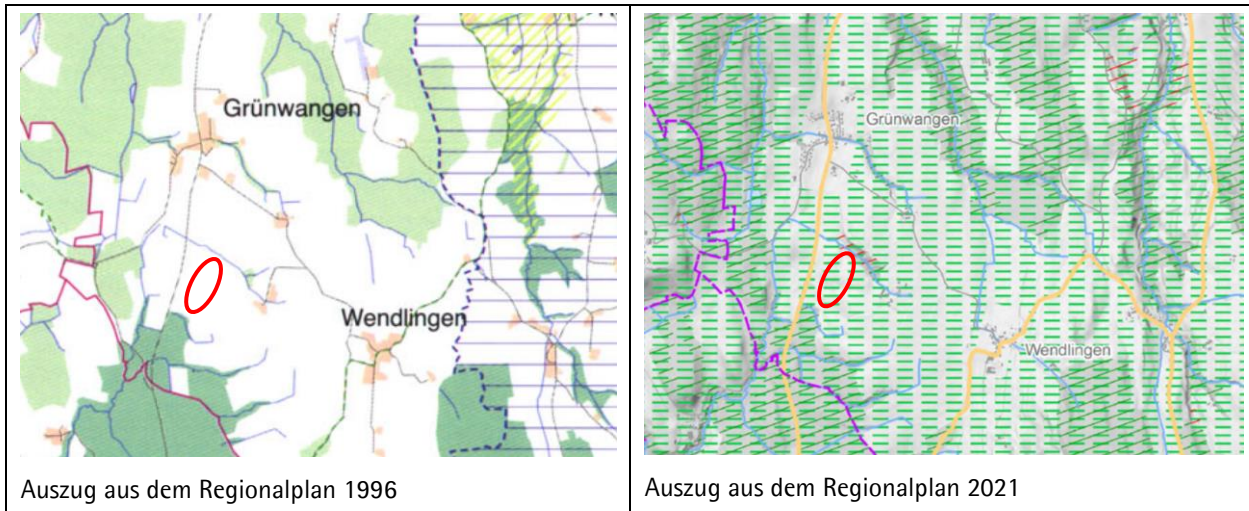 Grünwangen
Wendlingen
Auszug aus dem Regionalplan 1996
Grünwangen
Wendlingen
Auszug aus dem Regionalplan 2021